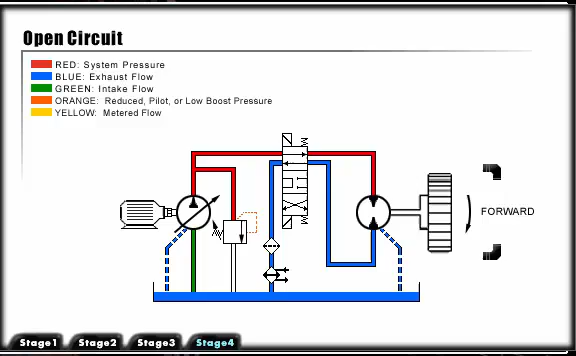 Open Circuit
RED: System Pressure
BLUE: Exhaust Flow
GREEN: Intake Flow
ORANGE: Reduced, Pilot, or Low Boost Pressure
YELLOW: Metered Flow
FORWARD
Stage1 Stage2 Stage3 Stage4